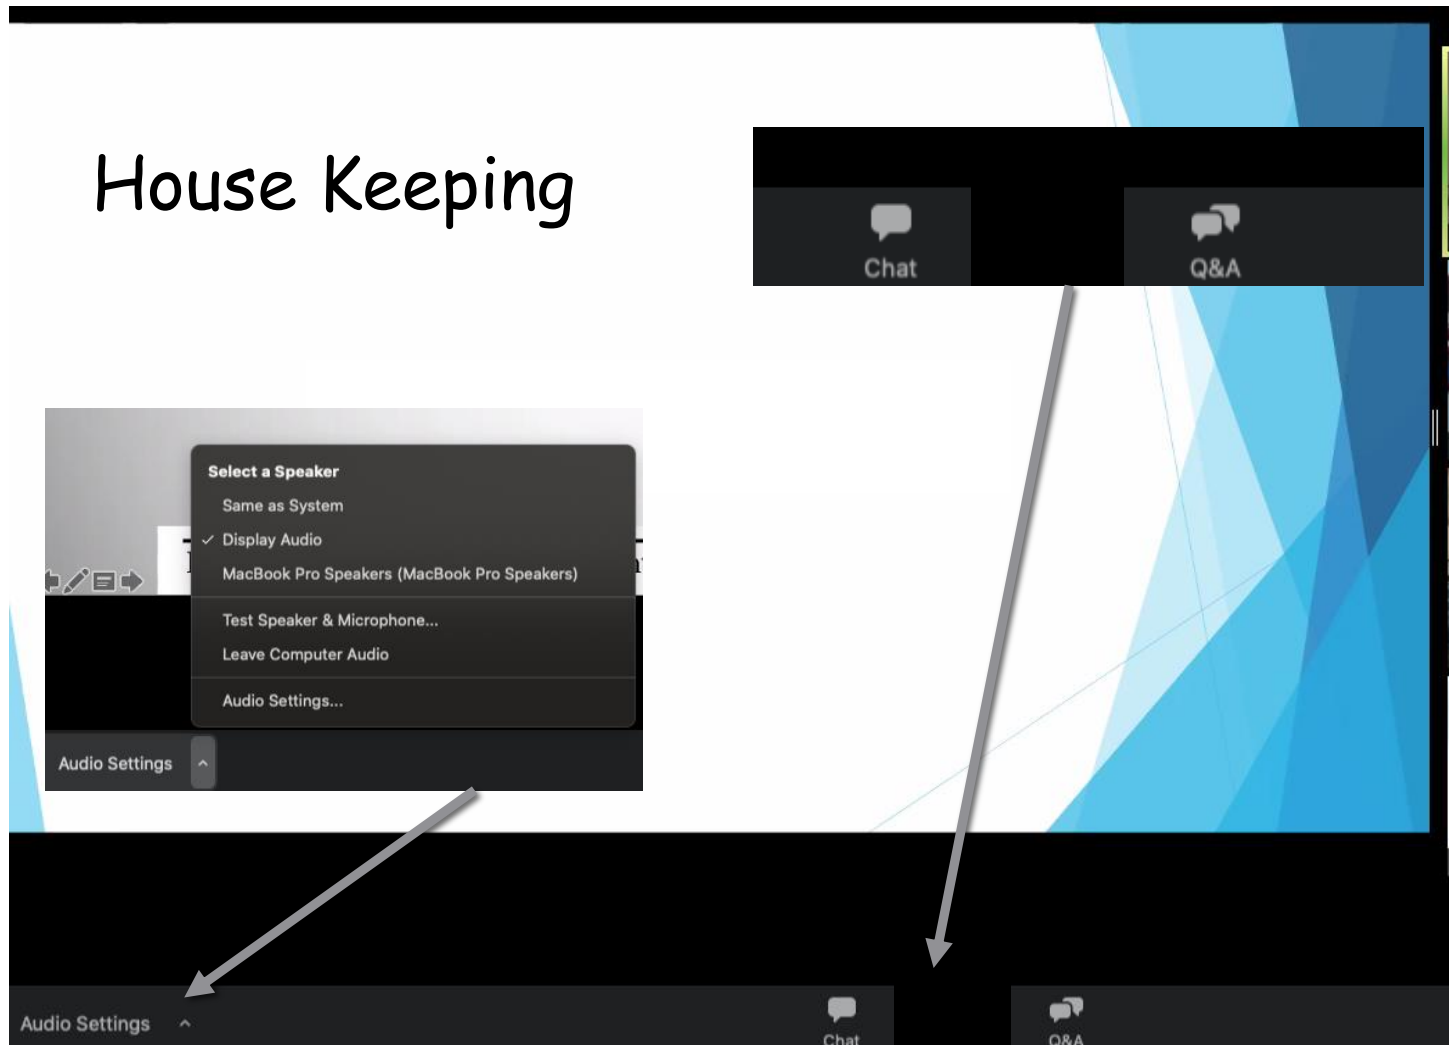 House Keeping
Chat
Q&A
Select a Speaker
Same as System
✓ Display Audio
MacBook Pro Speakers (MacBook Pro Speakers)
Test Speaker & Microphone...
Leave Computer Audio
Audio Settings...
Audio Settings
Audio Settings
Chat
Q&A